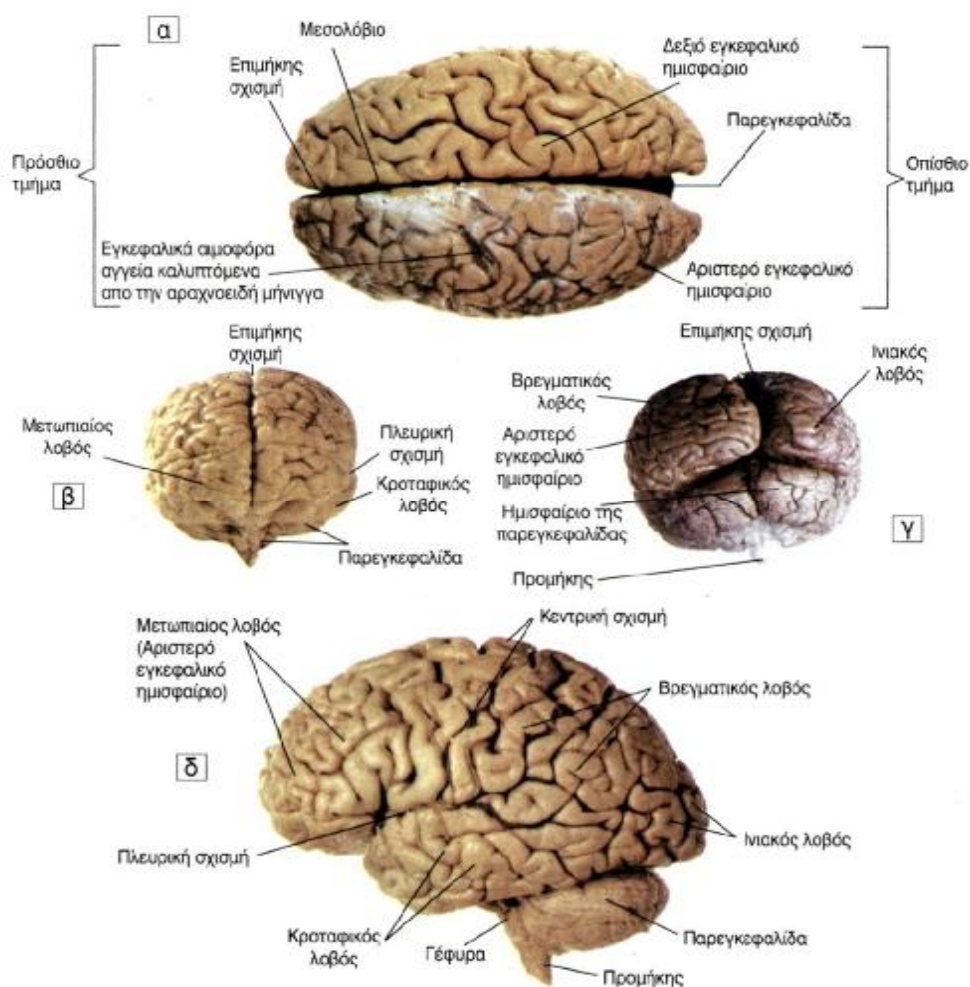 α
Μεσολόβιο
Επιμήκης
σχισμή
Δεξιό εγκεφαλικό
ημισφαίριο
Παρεγκεφαλίδα
Πρόσθιο
τμήμα
Οπίσθιο
τμήμα
Εγκεφαλικά αιμοφόρα
αγγεία καλυπτόμενα
απο την αραχνοειδή μήνιγγα
Αριστερό εγκεφαλικό
ημισφαίριο
Επιμήκης
σχισμή
Μετωπιαίος
λοβός
β
Πλευρική
σχισμή
Κροταφικός
λοβός
Παρεγκεφαλίδα
Επιμήκης σχισμή
Ινιακός
λοβός
Βρεγματικός
λοβός
Αριστερό
εγκεφαλικό
ημισφαίριο
Ημισφαίριο της
παρεγκεφαλίδας
γ
Προμήκης
Μετωπιαίος λοβός
(Αριστερό
εγκεφαλικό
ημισφαίριο)
Κεντρική σχισμή
Βρεγματικός λοβός
δ
Πλευρική σχισμή
Ινιακός λοβός
Κροταφικός
λοβός
Γέφυρα
Παρεγκεφαλίδα
Προμήκης